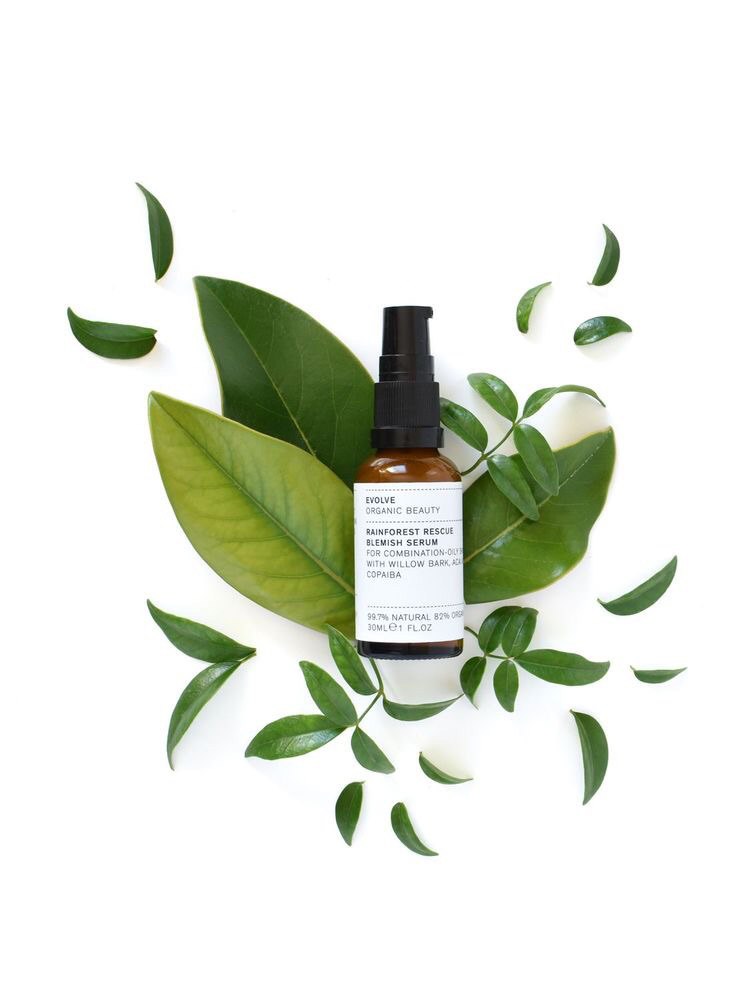 EVOLVE
ORGANIC BEAUTY
RAINFOREST RESCUE
BLEMISH SERUM
FOR COMBINATION-OILY
WITH WILLOW BARK,
COPAIBA
99.7% NATURAL 82%
30ML℮1 FL.OZ